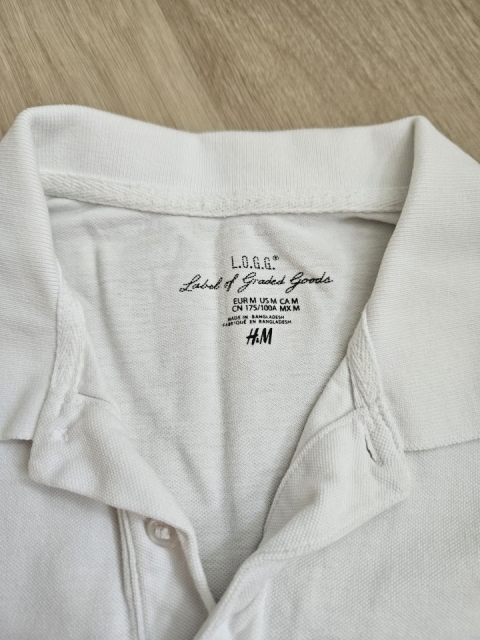 L.O.G.G.®
Label of Graded Goods
EUR M US M CA M
CN 175/100A MX M
MADE IN BANGLADESH
FABRIQUÉ EN BANGLADESH
H&M